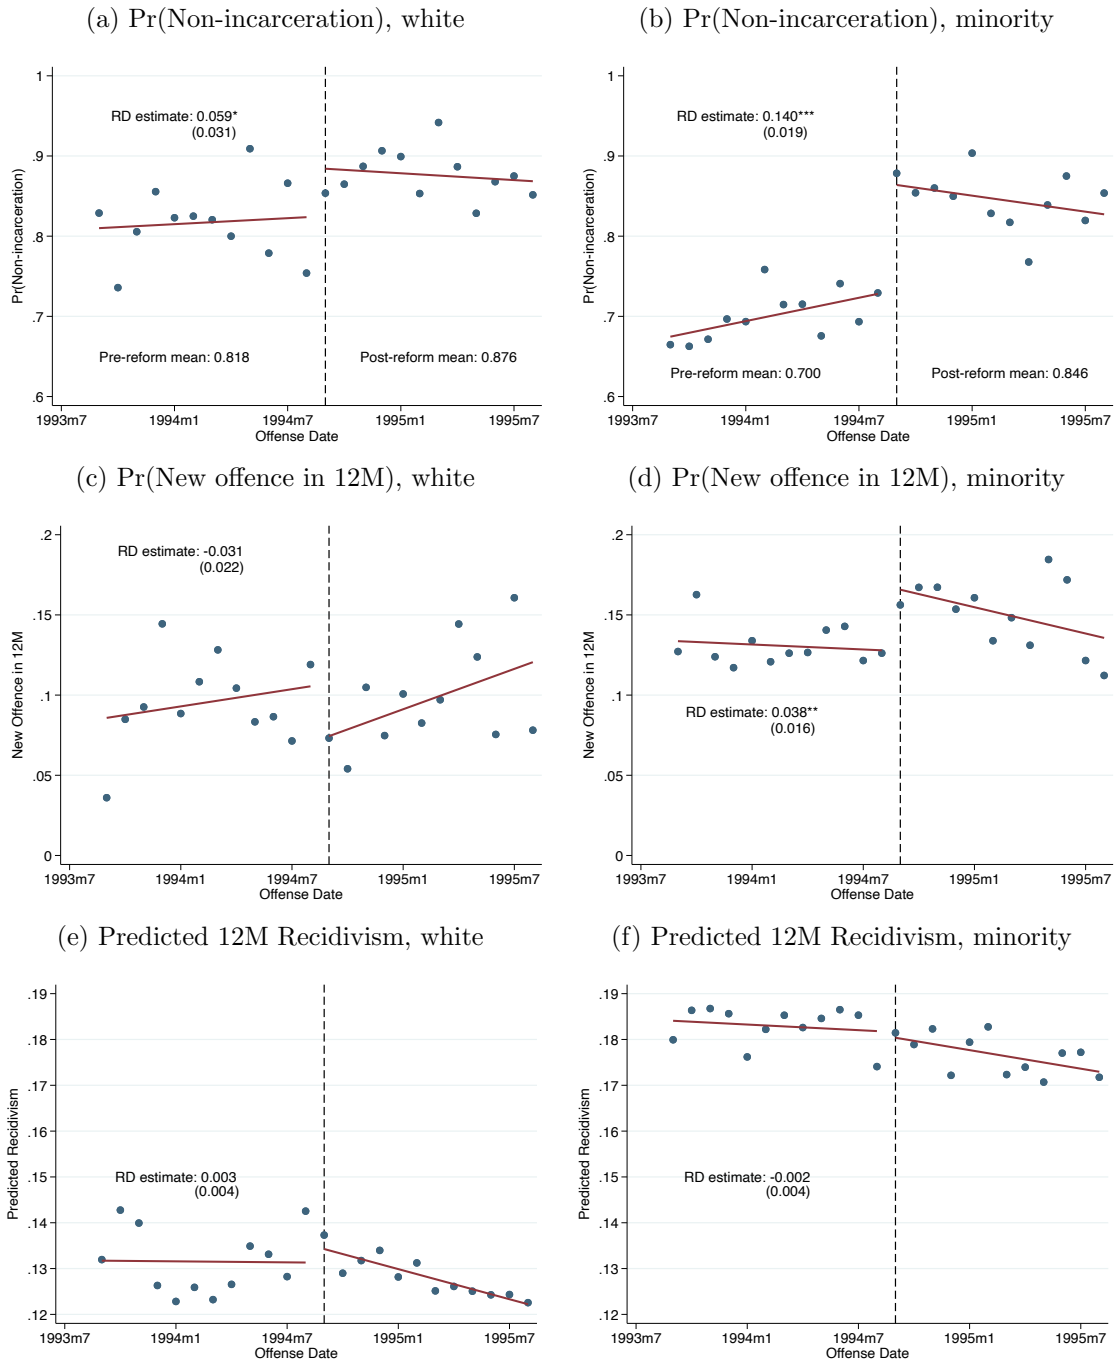 (a) Pr(Non-incarceration), white
1
.9
.8
.7
.6
Pr(Non-incarceration)
RD estimate: 0.059*
(0.031)
Pre-reform mean: 0.818
Post-reform mean: 0.876
1993m7 1994m1 1994m7 1995m1 1995m7
Offense Date
(b) Pr(Non-incarceration), minority
1
.9
.8
.7
.6
Pr(Non-incarceration)
RD estimate: 0.140***
(0.019)
Pre-reform mean: 0.700
Post-reform mean: 0.846
1993m7 1994m1 1994m7 1995m1 1995m7
Offense Date
(c) Pr(New offence in 12M), white
.2
.15
.1
.05
0
New Offence in 12M
RD estimate: -0.031
(0.022)
1993m7 1994m1 1994m7 1995m1 1995m7
Offense Date
(d) Pr(New offence in 12M), minority
.2
.15
.1
.05
0
New Offence in 12M
RD estimate: 0.038**
(0.016)
1993m7 1994m1 1994m7 1995m1 1995m7
Offense Date
(e) Predicted 12M Recidivism, white
.19
.18
.17
.16
.15
.14
.13
.12
Predicted Recidivism
RD estimate: 0.003
(0.004)
1993m7 1994m1 1994m7 1995m1 1995m7
Offense Date
(f) Predicted 12M Recidivism, minority
.19
.18
.17
.16
.15
.14
.13
.12
Predicted Recidivism
RD estimate: -0.002
(0.004)
1993m7 1994m1 1994m7 1995m1 1995m7
Offense Date